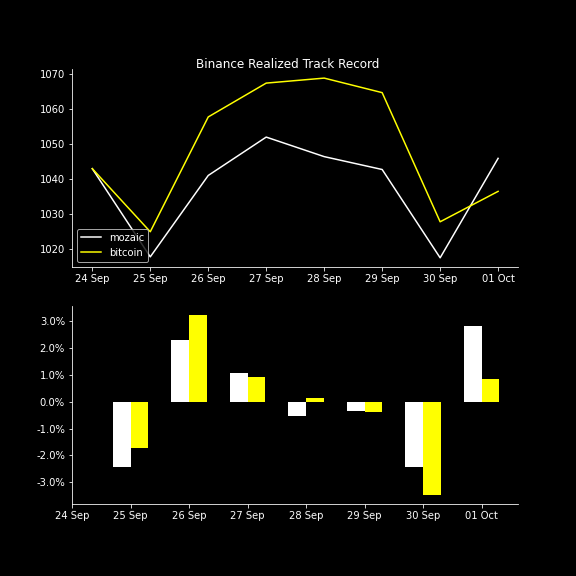 Binance Realized Track Record
1070
1060
1050
1040
1030
1020
mozaic
bitcoin
24 Sep 25 Sep 26 Sep 27 Sep 28 Sep 29 Sep 30 Sep 01 Oct
3.0%
2.0%
1.0%
0.0%
-1.0%
-2.0%
-3.0%
24 Sep 25 Sep 26 Sep 27 Sep 28 Sep 29 Sep 30 Sep 01 Oct